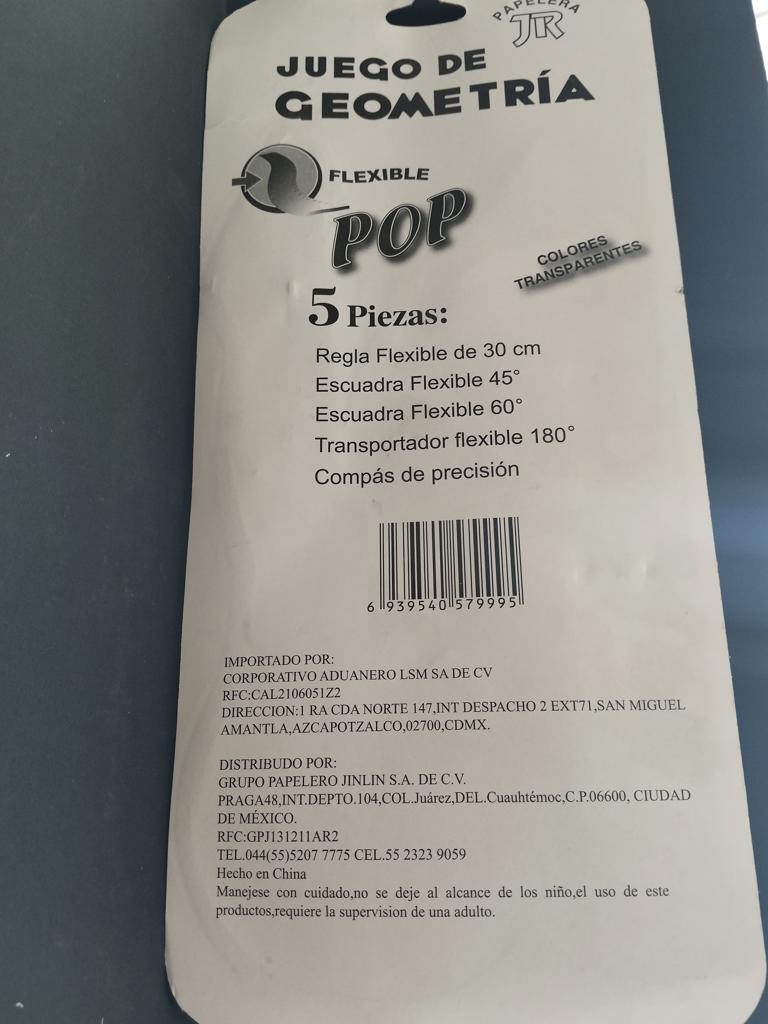 PAPELERA
JR
JUEGO DE
GEOMETRÍA
FLEXIBLE
POP
COLORES
TRANSPARENTES
5 Piezas:
Regla Flexible de 30 cm
Escuadra Flexible 45°
Escuadra Flexible 60°
Transportador flexible 180°
Compás de precisión
6 939540 579995
IMPORTADO POR:
CORPORATIVO ADUANERO LSM SA DE CV
RFC:CAL2106051Z2
DIRECCION:1 RA CDA NORTE 147,INT DESPACHO 2 EXT71,SAN MIGUEL
AMANTLA,AZCAPOTZALCO,02700,CDMX.
DISTRIBUDO POR:
GRUPO PAPELERO JINLIN S.A. DE C.V.
PRAGA48,INT.DEPTO.104,COL.Juárez,DEL.Cuauhtémoc,C.P.06600, CIUDAD
DE MÉXICO.
RFC:GPJ131211AR2
TEL.044(55)5207 7775 CEL.55 2323 9059
Hecho en China
Manejese con cuidado,no se deje al alcance de los niño,el uso de este
productos,requiere la supervision de una adulto.